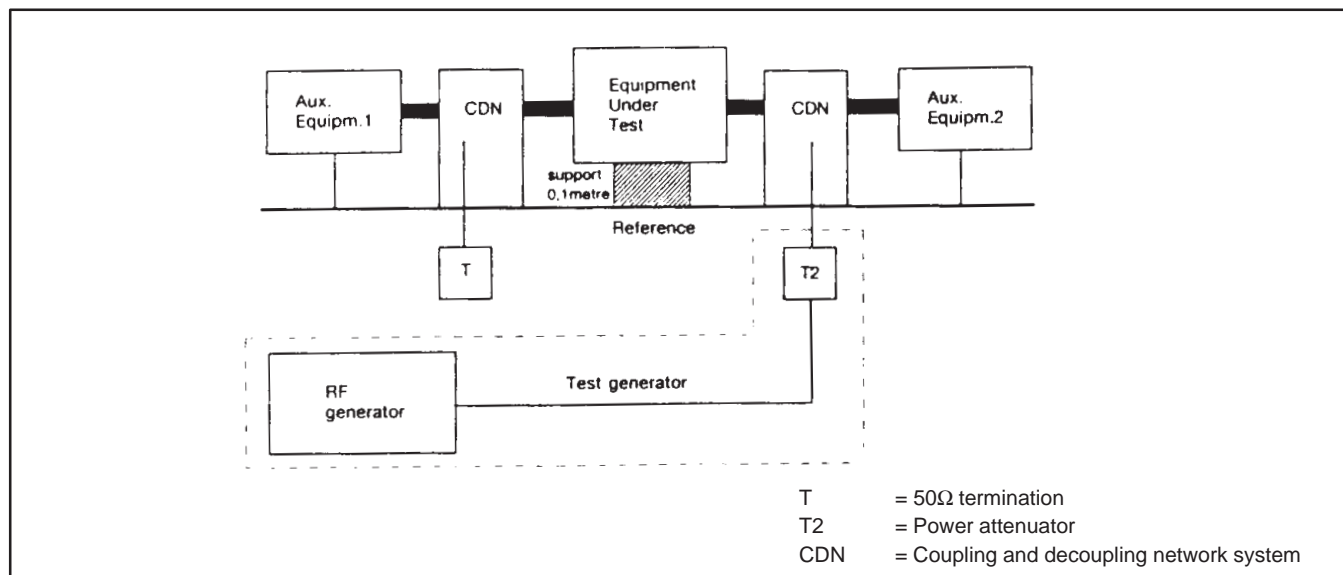 Aux.
Equipm.1
CDN
Equipment
Under
Test
CDN
Aux.
Equipm.2
support
0,1metre
Reference
T
T2
RF
generator
Test generator
T = 50Ω termination
T2 = Power attenuator
CDN = Coupling and decoupling network system